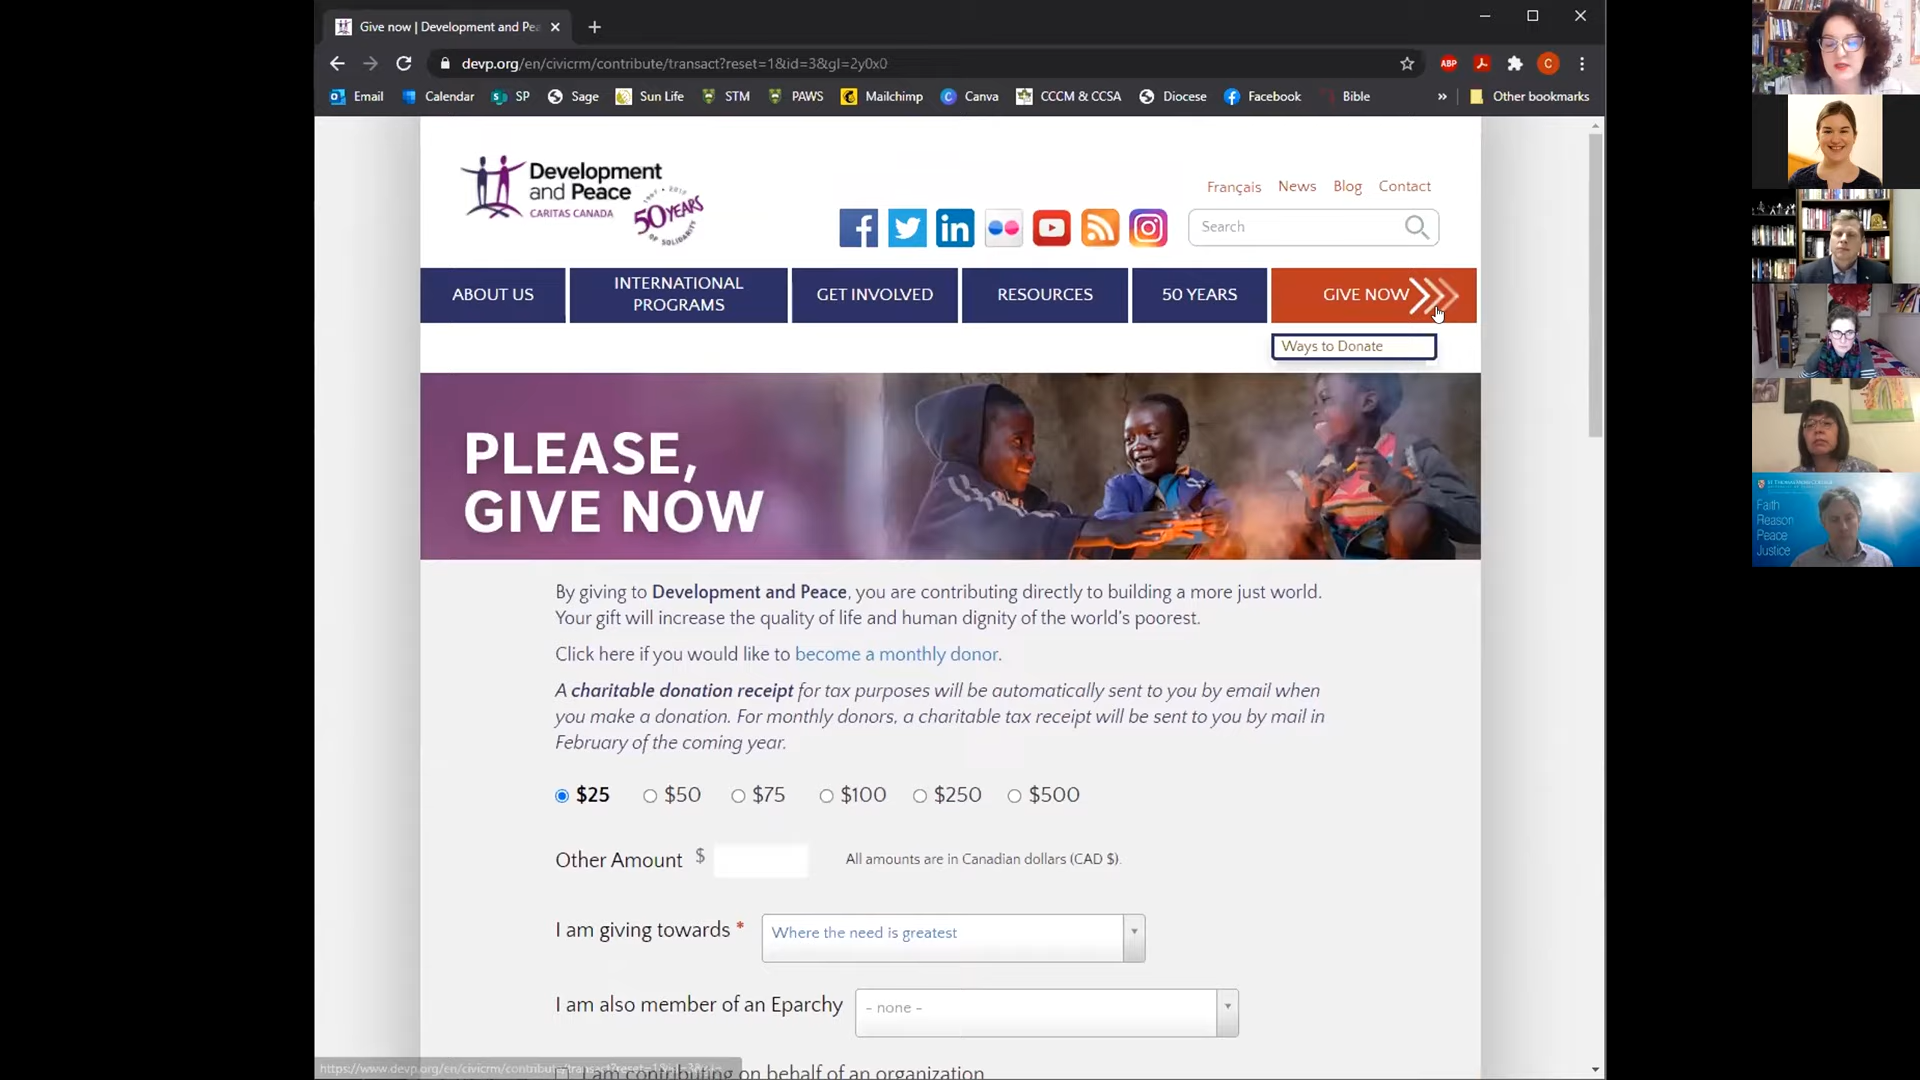 Give now | Development and Pe
devp.org/en/civicrm/contribute/transact?reset=1&id=3&gl=2y0x0
ABP
C
Email
Calendar
SP
Sage
Sun Life
STM
PAWS
Mailchimp
Canva
CCCM & CCSA
Diocese
Facebook
Bible
»
Other bookmarks
Development
and Peace
CARITAS CANADA
50 YEARS
OF SOLIDARITY
Français
News
Blog
Contact
Search
ABOUT US
INTERNATIONAL
PROGRAMS
GET INVOLVED
RESOURCES
50 YEARS
GIVE NOW
Ways to Donate
PLEASE,
GIVE NOW
By giving to Development and Peace, you are contributing directly to building a more just world.
Your gift will increase the quality of life and human dignity of the world's poorest.
Click here if you would like to become a monthly donor.
A charitable donation receipt for tax purposes will be automatically sent to you by email when
you make a donation. For monthly donors, a charitable tax receipt will be sent to you by mail in
February of the coming year.
$25
$50
$75
$100
$250
$500
Other Amount $
All amounts are in Canadian dollars (CAD $).
I am giving towards *
Where the need is greatest
I am also member of an Eparchy
- none -
I am contributing on behalf of an organization
Faith
Reason
Peace
Justice